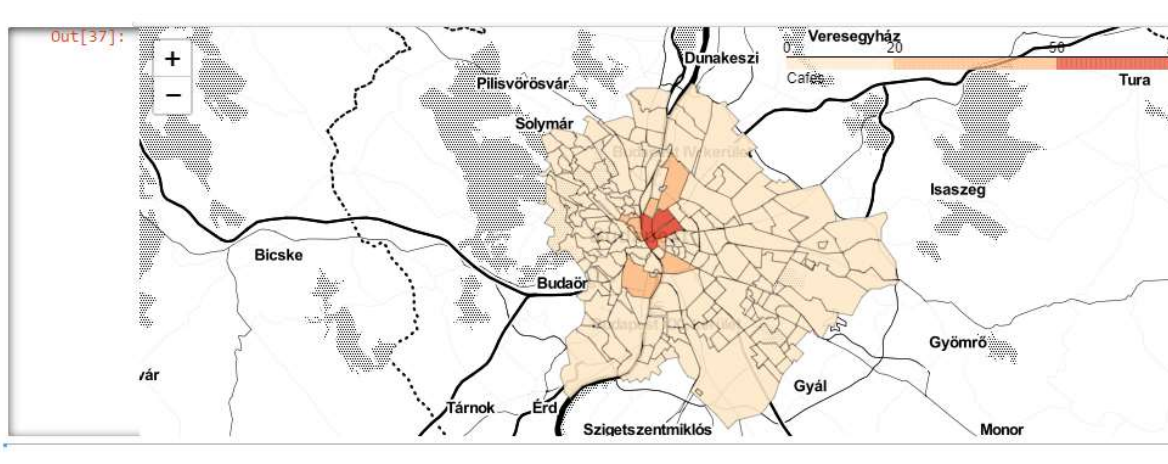 Out[37]:
+
−
Veresegyház
0 20 50
Cafés
Dunakeszi
Tura
Pilisvörösvár
Solymár
Isaszeg
Bicske
Budaör
Gyömrő
vár
Gyál
Tárnok
Érd
Szigetszentmiklós
Monor